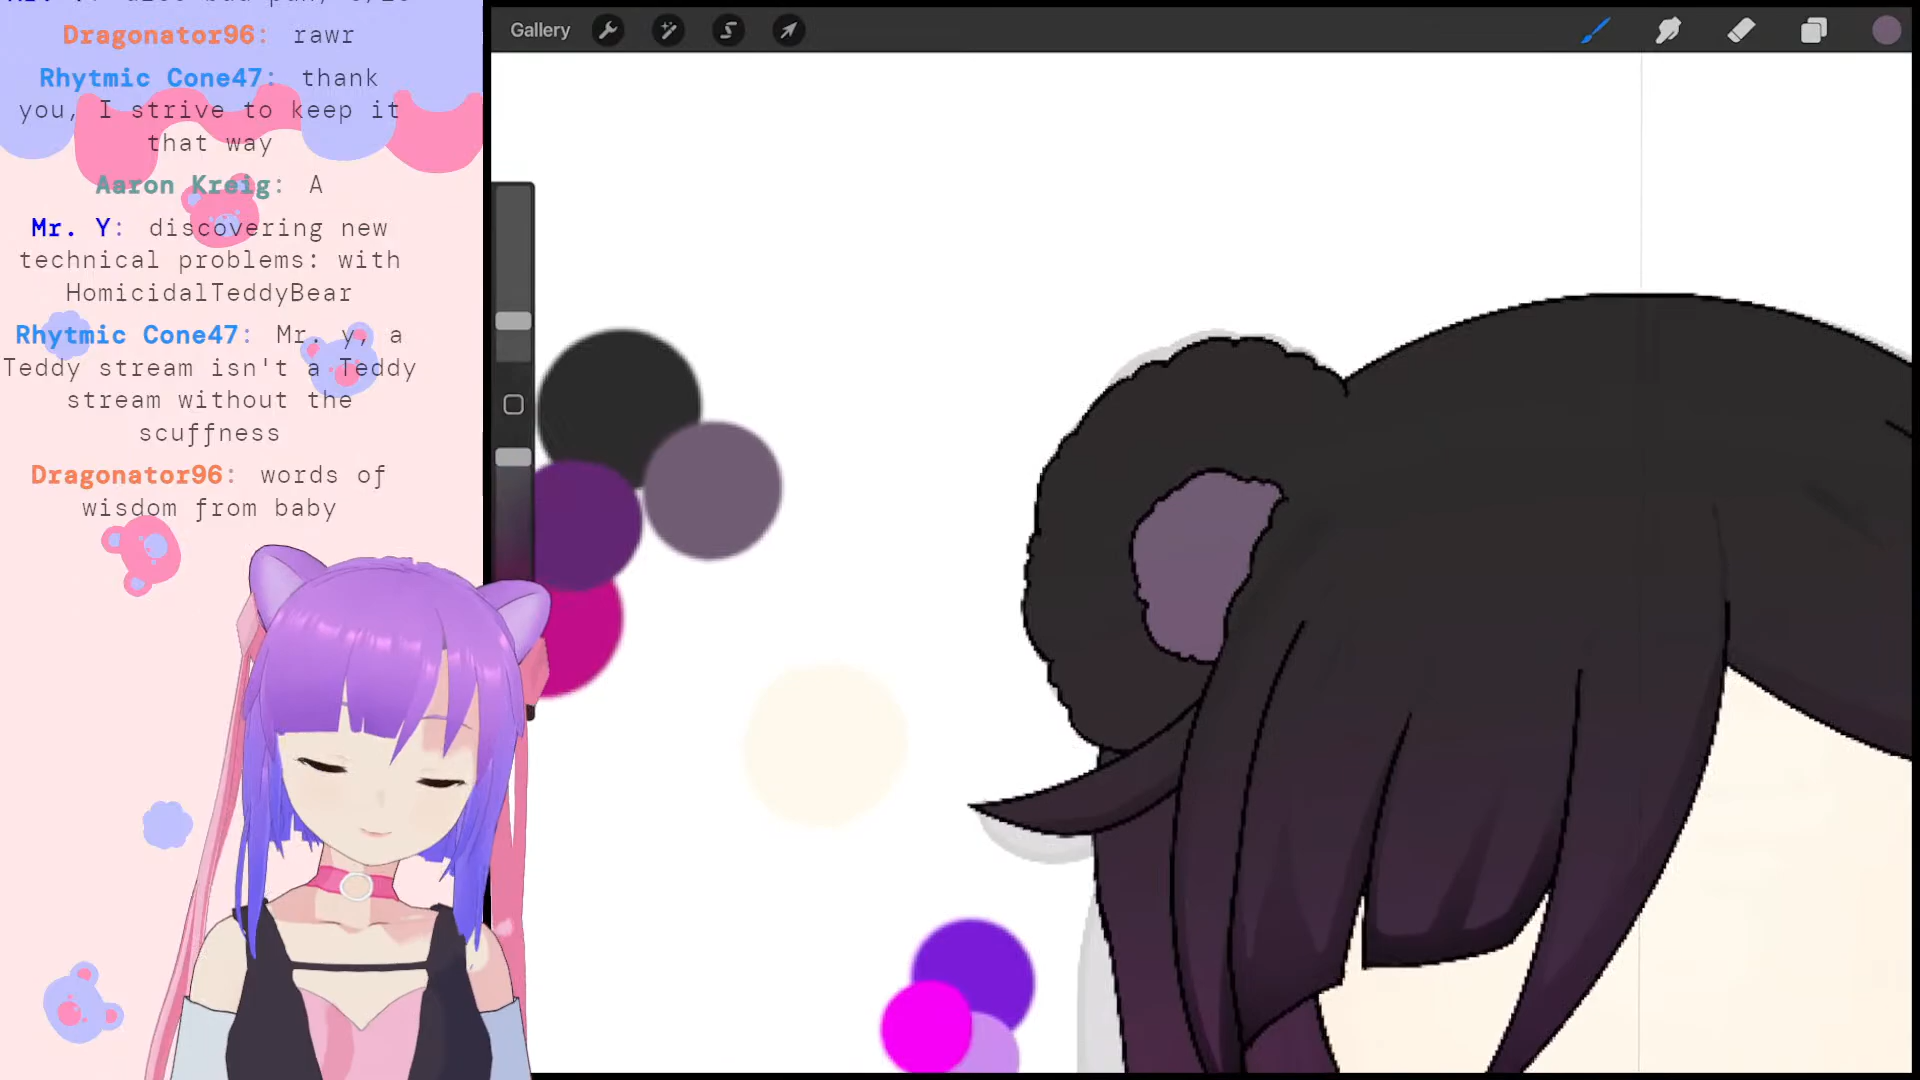 Dragonator96: rawr
Rhytmic Cone47: thank
you, I strive to keep it
that way
Aaron Kreig: A
Mr. Y: discovering new
technical problems: with
HomicidalTeddyBear
Rhytmic Cone47: Mr. y, a
Teddy stream isn't a Teddy
stream without the
scuffness
Dragonator96: words of
wisdom from baby
Gallery